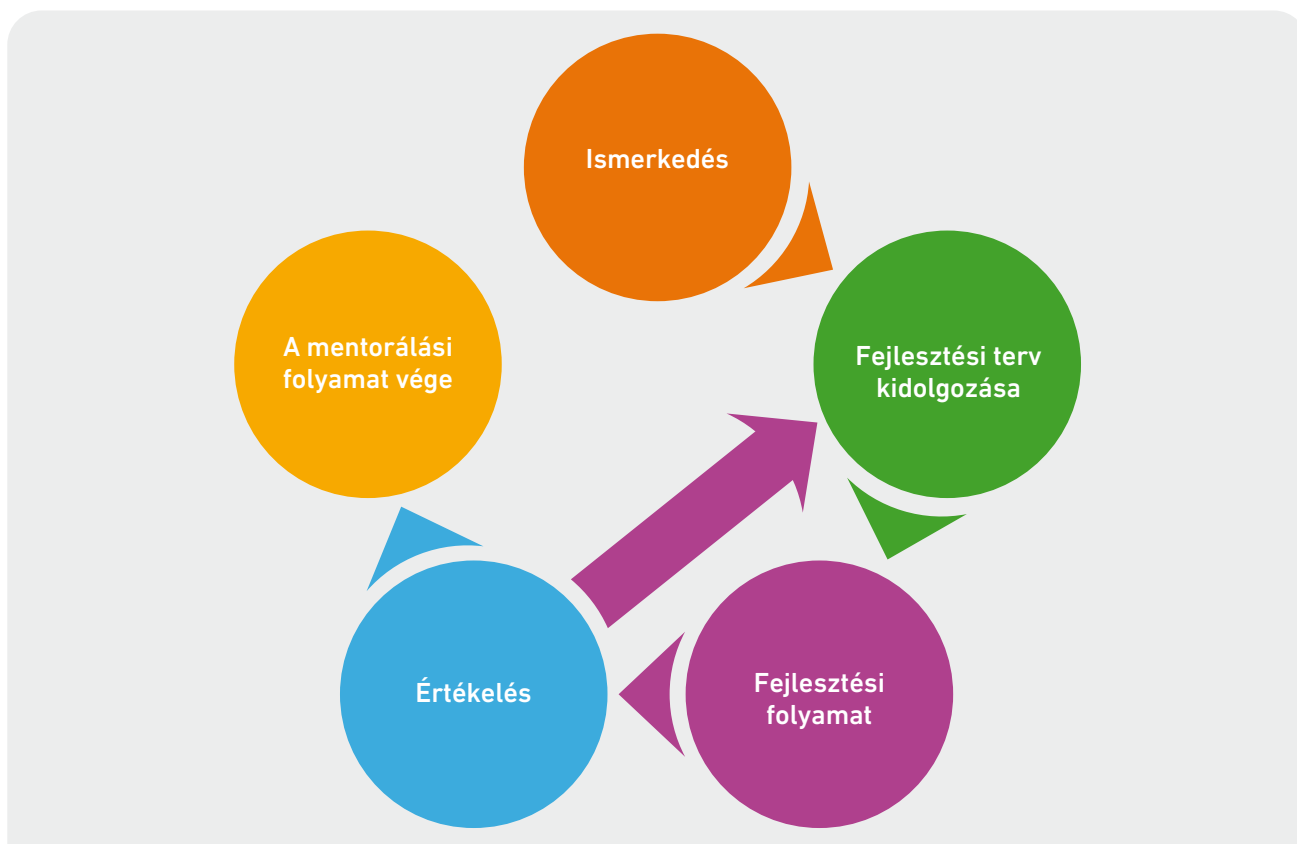 Ismerkedés
Fejlesztési terv
kidolgozása
Fejlesztési
folyamat
Értékelés
A mentorálási
folyamat vége